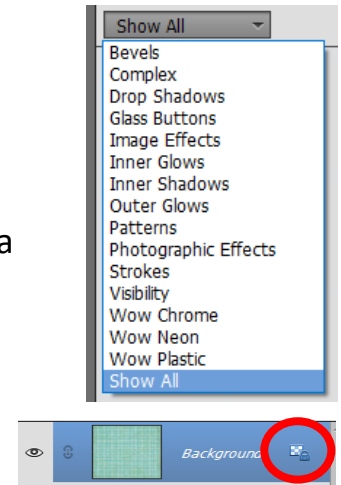 Show All
Bevels
Complex
Drop Shadows
Glass Buttons
Image Effects
Inner Glows
Inner Shadows
Outer Glows
Patterns
a
Photographic Effects
Strokes
Visibility
Wow Chrome
Wow Neon
Wow Plastic
Show All
Background